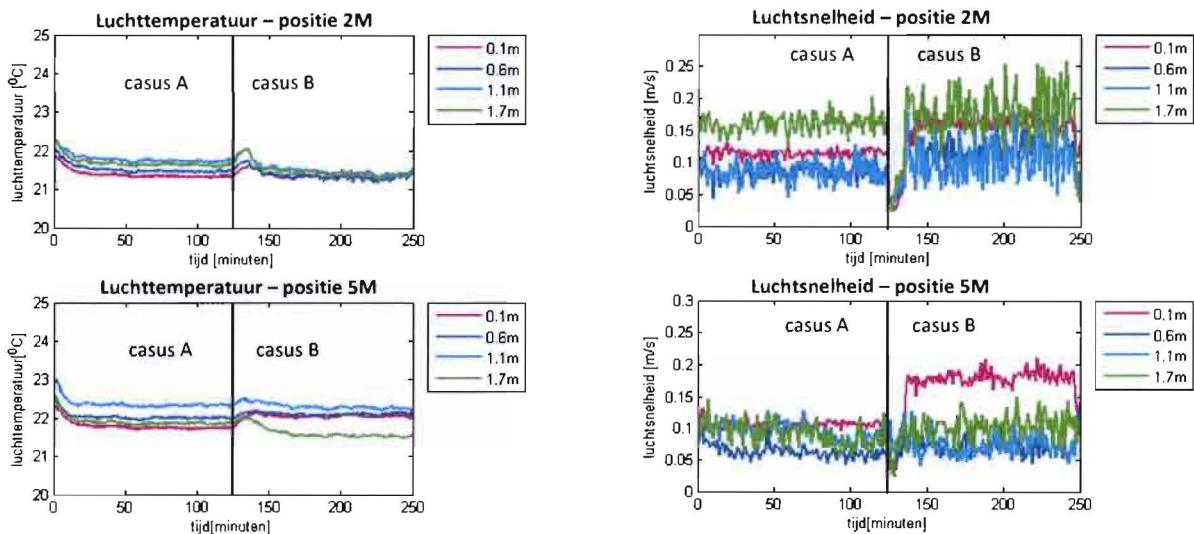 Luchttemperatuur – positie 2M
luchttemperatuur [⁰C]
25
24
23
22
21
20
casus A
casus B
0 50 100 150 200 250
tijd [minuten]
0.1m
0.6m
1.1m
1.7m
Luchtsnelheid – positie 2M
luchtsnelheid [m/s]
0.25
0.2
0.15
0.1
0.05
0
casus A
casus B
0 50 100 150 200 250
tijd [minuten]
0.1m
0.6m
1.1m
1.7m
Luchttemperatuur – positie 5M
luchttemperatuur[⁰C]
25
24
23
22
21
20
casus A
casus B
0 50 100 150 200 250
tijd[minuten]
0.1m
0.6m
1.1m
1.7m
Luchtsnelheid – positie 5M
luchtsnelheid [m/s]
0.3
0.25
0.2
0.15
0.1
0.05
0
casus A
casus B
0 50 100 150 200 250
tijd[minuten]
0.1m
0.6m
1.1m
1.7m